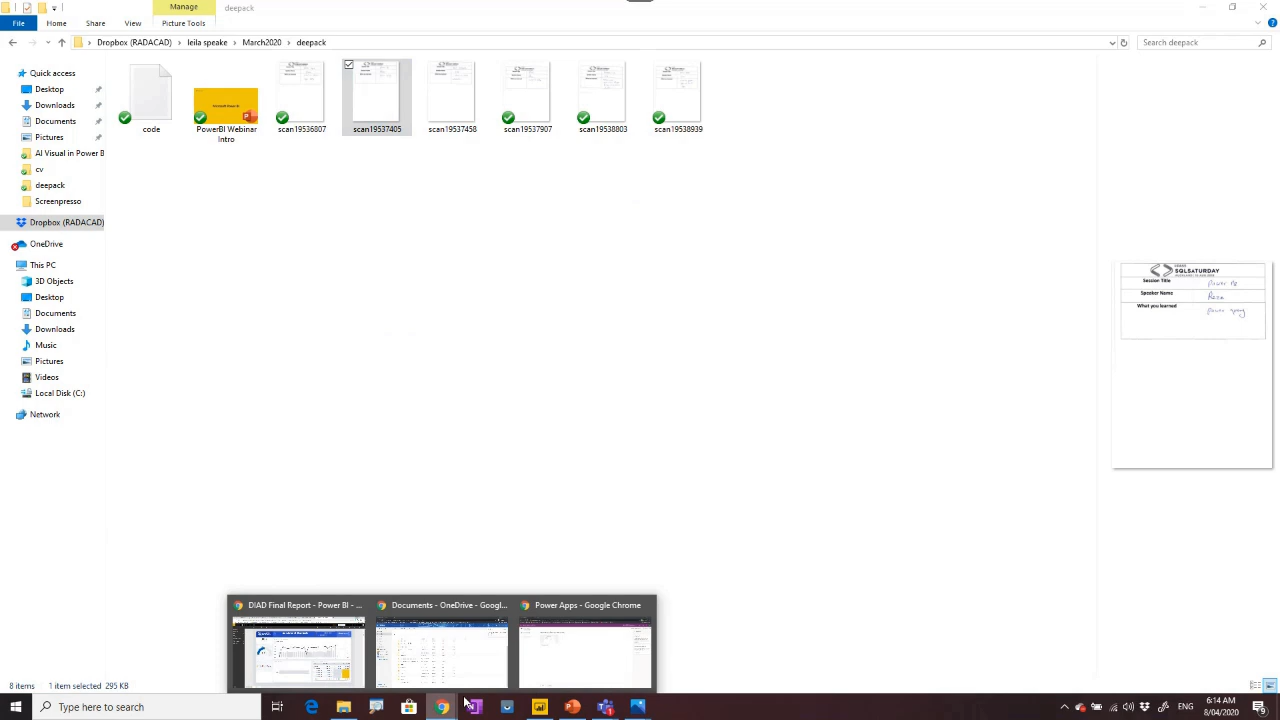 Manage
deepack
File
Home
Share
View
Picture Tools
Dropbox (RADACAD)
leila speake
March2020
deepack
Search deepack
Quick access
Desktop
Downloads
Documents
Pictures
AI Visual in Power B
cv
deepack
Screenpresso
Dropbox (RADACAD)
OneDrive
This PC
3D Objects
Desktop
Documents
Downloads
Music
Pictures
Videos
Local Disk (C:)
Network
code
PowerBI Webinar
Intro
scan19536807
scan19537405
scan19537458
scan19537907
scan19538803
scan19538939
SQLSATURDAY
Session Title
Speaker Name
Reza
What you learned
DIAD Final Report - Power BI - ...
Documents - OneDrive - Googl...
Power Apps - Google Chrome
8 items
1 item selected 295 KB
Type here to search
ENG
6:14 AM
8/04/2020